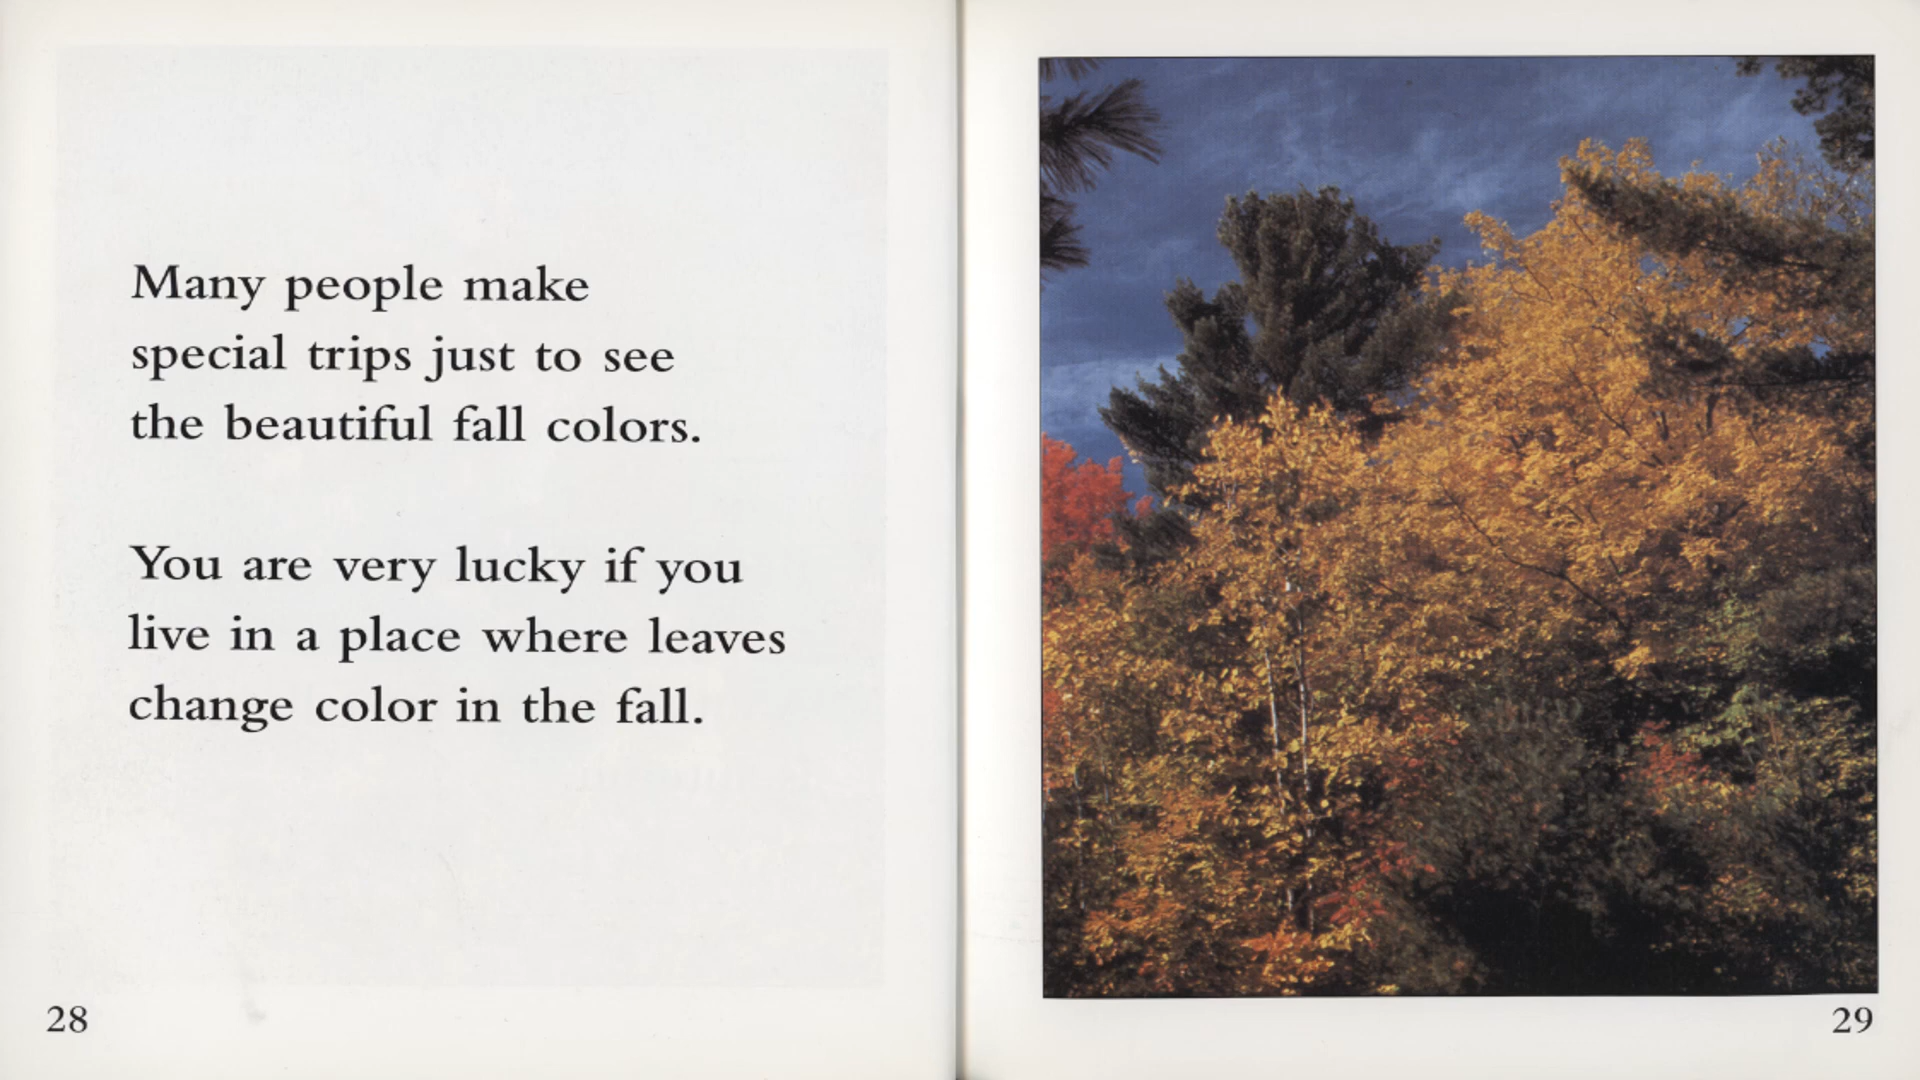 Many people make
special trips just to see
the beautiful fall colors.
You are very lucky if you
live in a place where leaves
change color in the fall.
28
29